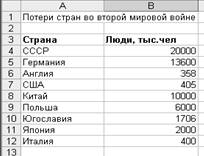 A B
1 Потери стран во второй мировой войне
2
3 Страна Люди, тыс.чел
4 СССР 20000
5 Германия 13600
6 Англия 358
7 США 405
8 Китай 10000
9 Польша 6000
10 Югославия 1706
11 Япония 2000
12 Италия 400
13